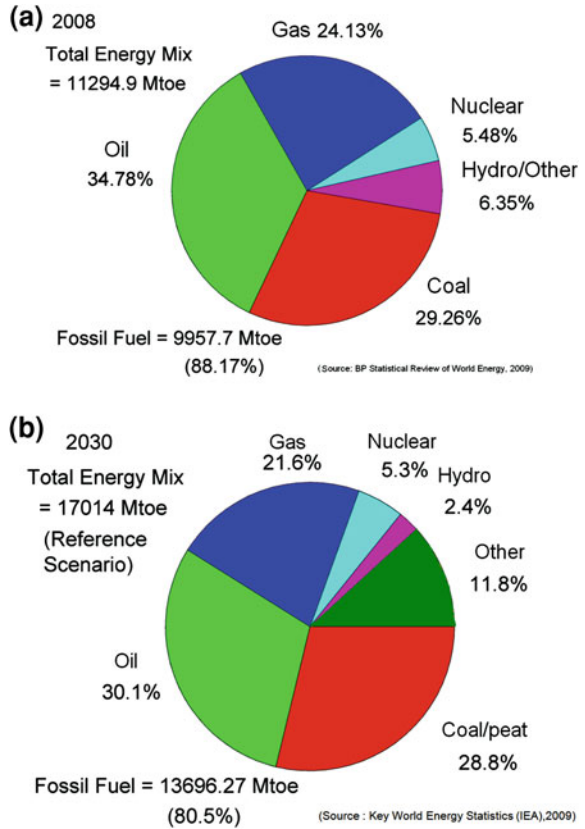 (a) 2008
Total Energy Mix
= 11294.9 Mtoe
Gas 24.13%
Nuclear
5.48%
Hydro/Other
6.35%
Oil
34.78%
Coal
29.26%
Fossil Fuel = 9957.7 Mtoe
(88.17%)
(Source: BP Statistical Review of World Energy, 2009)
(b) 2030
Total Energy Mix
= 17014 Mtoe
(Reference
Scenario)
Gas
21.6%
Nuclear
5.3%
Hydro
2.4%
Other
11.8%
Oil
30.1%
Coal/peat
28.8%
Fossil Fuel = 13696.27 Mtoe
(80.5%)
(Source : Key World Energy Statistics (IEA),2009)